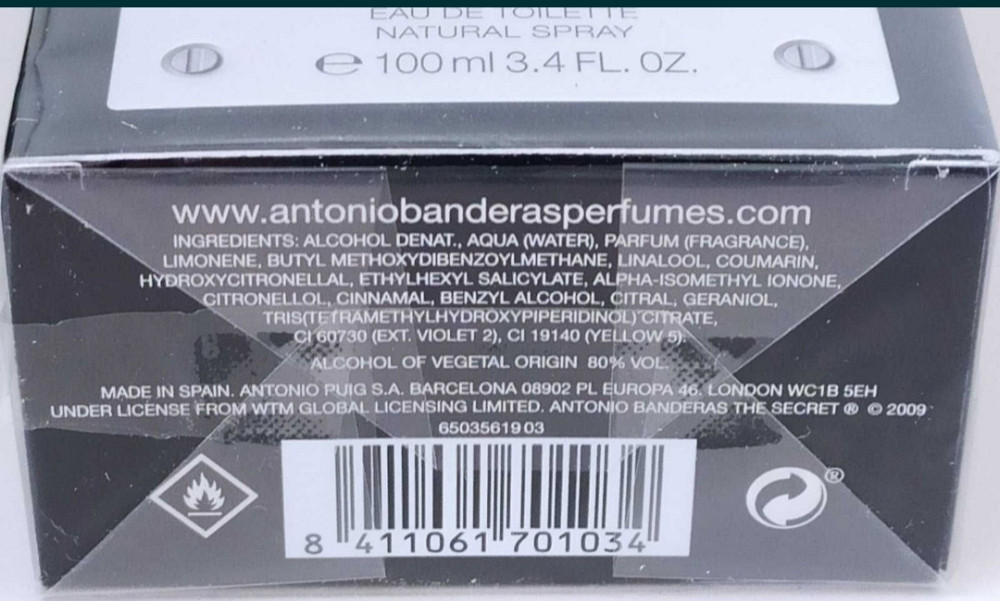 EAU DE TOILETTE
NATURAL SPRAY
℮ 100 ml 3.4 FL. OZ.
www.antoniobanderasperfumes.com
INGREDIENTS: ALCOHOL DENAT., AQUA (WATER), PARFUM (FRAGRANCE),
LIMONENE, BUTYL METHOXYDIBENZOYLMETHANE, LINALOOL, COUMARIN,
HYDROXYCITRONELLAL, ETHYLHEXYL SALICYLATE, ALPHA-ISOMETHYL IONONE,
CITRONELLOL, CINNAMAL, BENZYL ALCOHOL, CITRAL, GERANIOL,
TRIS(TETRAMETHYLHYDROXYPIPERIDINOL) CITRATE,
CI 60730 (EXT. VIOLET 2), CI 19140 (YELLOW 5).
ALCOHOL OF VEGETAL ORIGIN 80% VOL.
MADE IN SPAIN. ANTONIO PUIG S.A. BARCELONA 08902 PL EUROPA 46. LONDON WC1B 5EH
UNDER LICENSE FROM WTM GLOBAL LICENSING LIMITED. ANTONIO BANDERAS THE SECRET ® © 2009
65035619 03
®
8 411061 701034